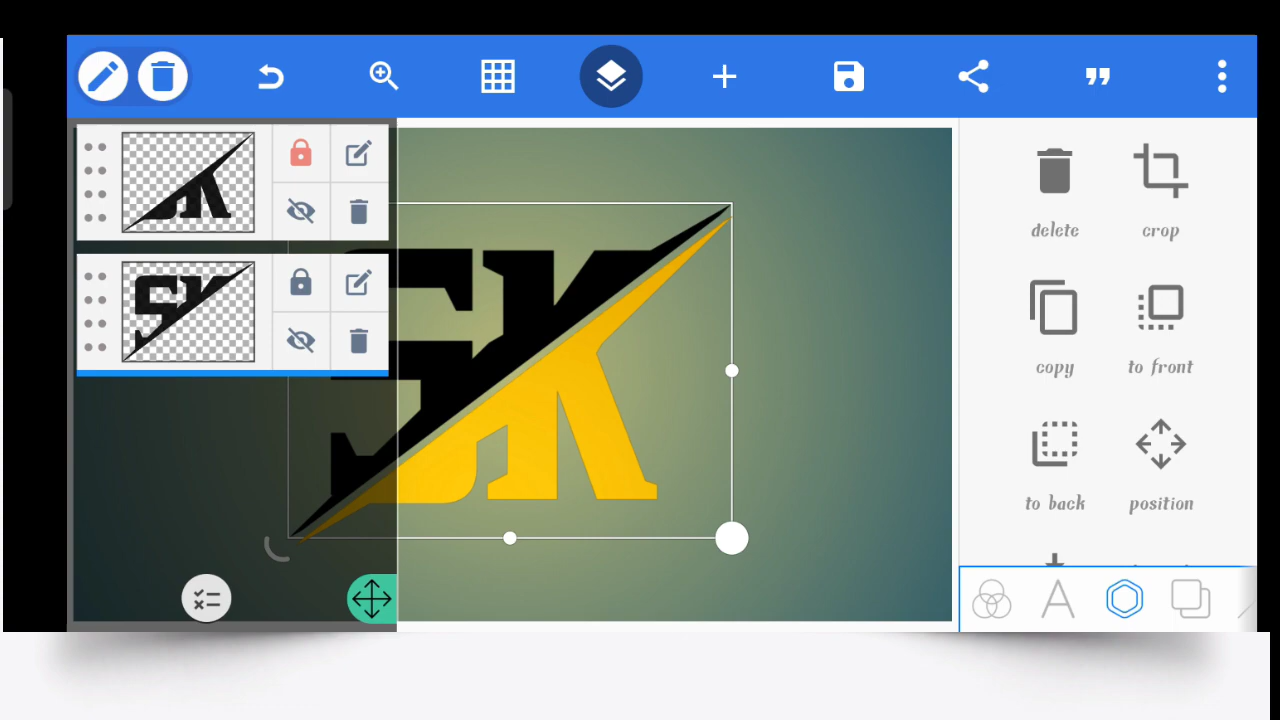 SK
delete
crop
copy
to front
to back
position